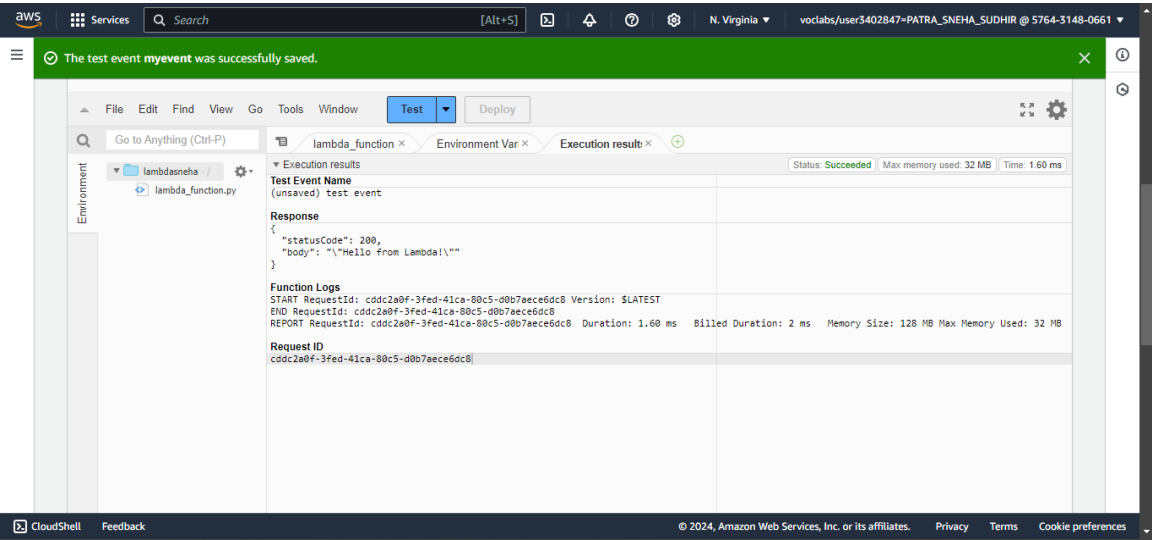 aws Services Search [Alt+S] N. Virginia ▼ voclabs/user3402847=PATRA_SNEHA_SUDHIR @ 5764-3148-0661 ▼
The test event myevent was successfully saved.
File Edit Find View Go Tools Window Test Deploy
Go to Anything (Ctrl-P) lambda_function × Environment Vari × Execution results ×
Environment
lambdasneha - /
lambda_function.py
▼ Execution results Status: Succeeded Max memory used: 32 MB Time: 1.60 ms
Test Event Name
(unsaved) test event
Response
{
"statusCode": 200,
"body": "\"Hello from Lambda!\""
}
Function Logs
START RequestId: cddc2a0f-3fed-41ca-80c5-d0b7aece6dc8 Version: $LATEST
END RequestId: cddc2a0f-3fed-41ca-80c5-d0b7aece6dc8
REPORT RequestId: cddc2a0f-3fed-41ca-80c5-d0b7aece6dc8 Duration: 1.60 ms Billed Duration: 2 ms Memory Size: 128 MB Max Memory Used: 32 MB
Request ID
cddc2a0f-3fed-41ca-80c5-d0b7aece6dc8
CloudShell Feedback © 2024, Amazon Web Services, Inc. or its affiliates. Privacy Terms Cookie preferences